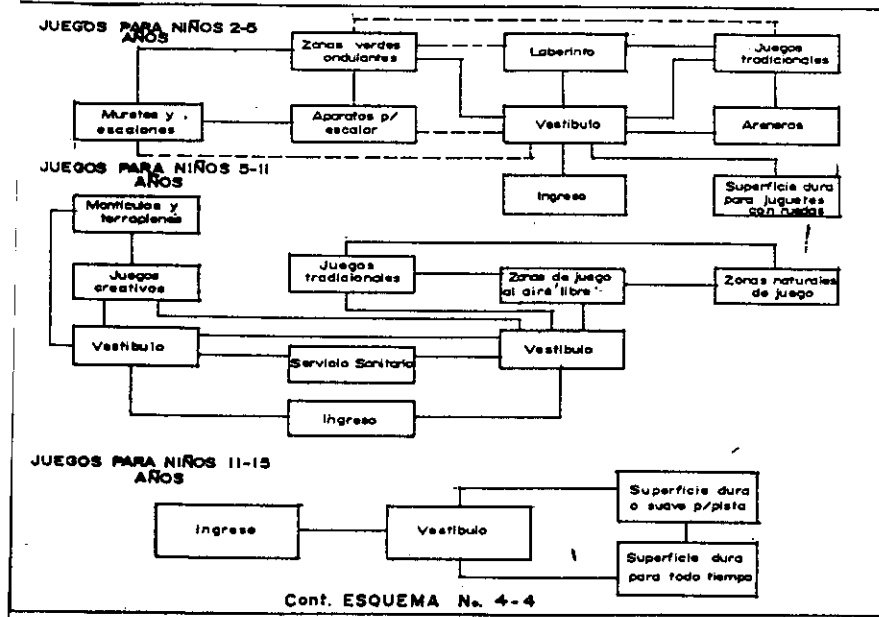 JUEGOS PARA NIÑOS 2-5
AÑOS
Zonas verdes
ondulantes
Laberinto
Juegos
tradicionales
Muretes y
escalones
Aparatos p/
escalar
Vestíbulo
Areneros
Ingreso
Superficie dura
para juguetes
con ruedas
JUEGOS PARA NIÑOS 5-11
AÑOS
Montículos y
terraplenes
Juegos
creativos
Juegos
tradicionales
Zonas de juego
al aire libre
Zonas naturales
de juego
Vestíbulo
Servicio Sanitario
Vestíbulo
Ingreso
JUEGOS PARA NIÑOS 11-15
AÑOS
Ingreso
Vestíbulo
Superficie dura
o suave p/pista
Superficie dura
para todo tiempo
Cont. ESQUEMA No. 4-4